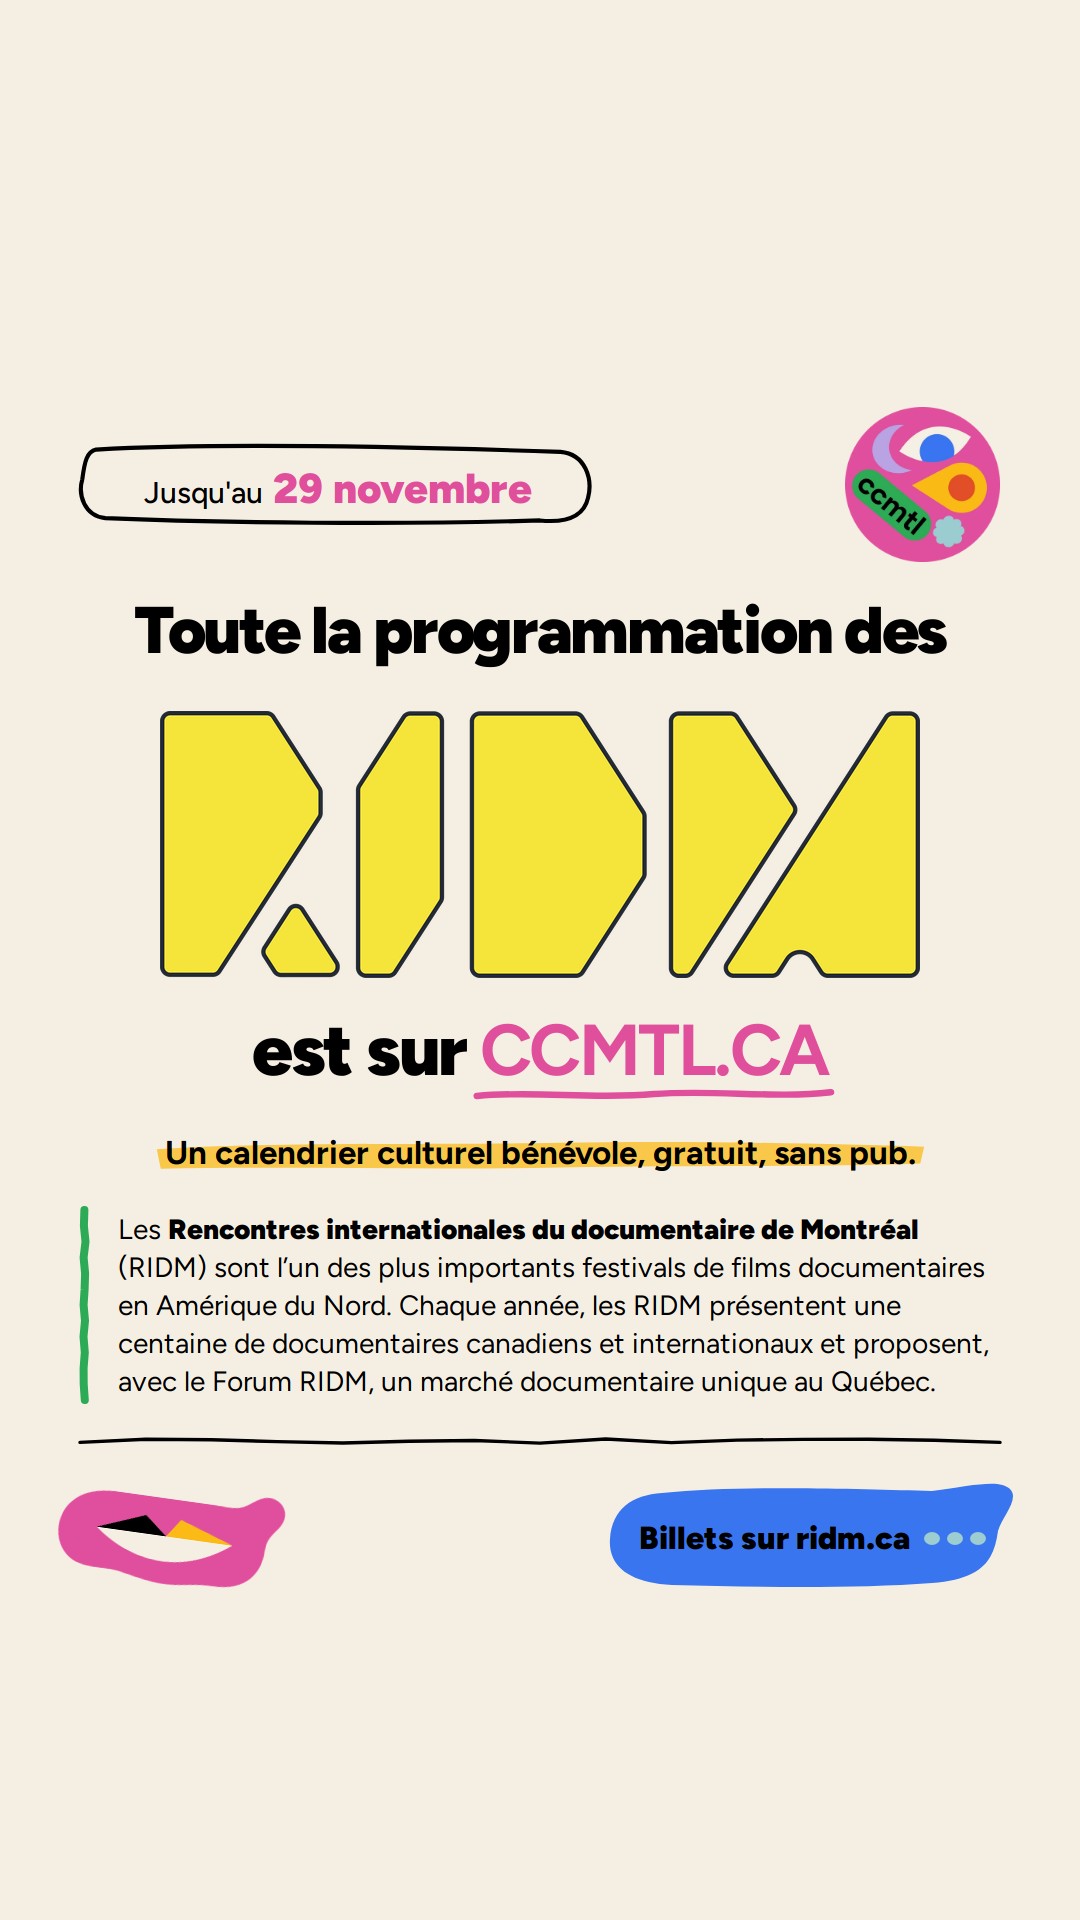 Jusqu'au 29 novembre
ccmtl
Toute la programmation des
RIDM
est sur CCMTL.CA
Un calendrier culturel bénévole, gratuit, sans pub.
Les Rencontres internationales du documentaire de Montréal
(RIDM) sont l’un des plus importants festivals de films documentaires
en Amérique du Nord. Chaque année, les RIDM présentent une
centaine de documentaires canadiens et internationaux et proposent,
avec le Forum RIDM, un marché documentaire unique au Québec.
Billets sur ridm.ca